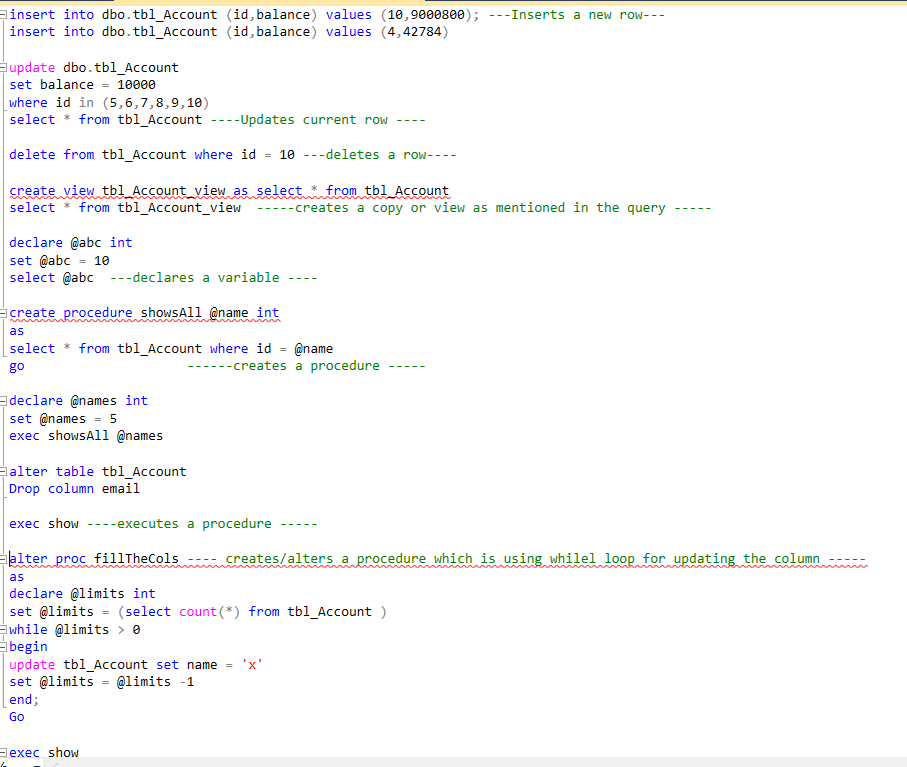 insert into dbo.tbl_Account (id,balance) values (10,9000800); ---Inserts a new row---
insert into dbo.tbl_Account (id,balance) values (4,42784)
update dbo.tbl_Account
set balance = 10000
where id in (5,6,7,8,9,10)
select * from tbl_Account ----Updates current row ----
delete from tbl_Account where id = 10 ---deletes a row----
create view tbl_Account_view as select * from tbl_Account
select * from tbl_Account_view -----creates a copy or view as mentioned in the query -----
declare @abc int
set @abc = 10
select @abc ---declares a variable ----
create procedure showsAll @name int
as
select * from tbl_Account where id = @name
go ------creates a procedure -----
declare @names int
set @names = 5
exec showsAll @names
alter table tbl_Account
Drop column email
exec show ----executes a procedure -----
alter proc fillTheCols ---- creates/alters a procedure which is using whilel loop for updating the column -----
as
declare @limits int
set @limits = (select count(*) from tbl_Account )
while @limits > 0
begin
update tbl_Account set name = 'x'
set @limits = @limits -1
end;
Go
exec show